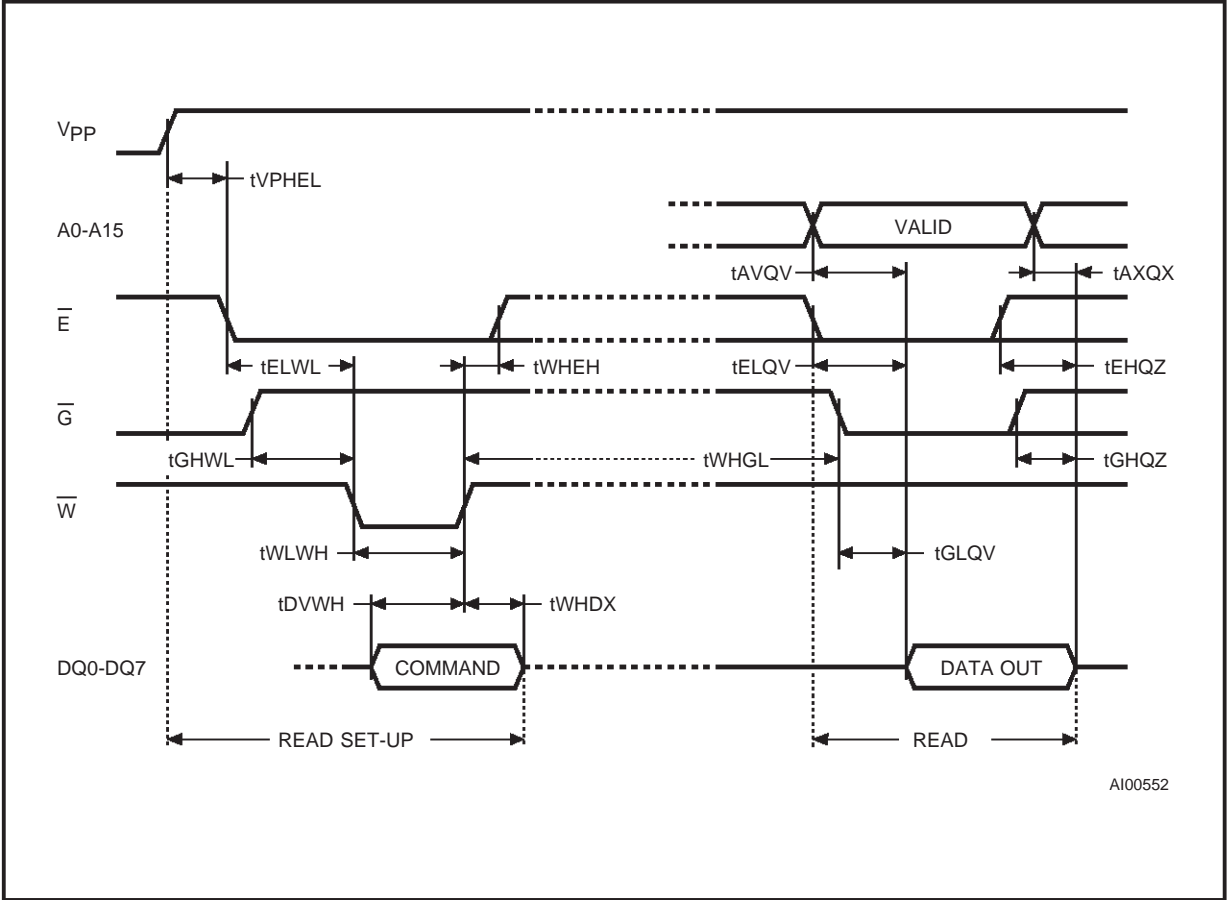 VPP
tVPHEL
A0-A15
VALID
tAVQV
tAXQX
E
tELWL
tWHEH
tELQV
tEHQZ
G
tGHWL
tWHGL
tGHQZ
W
tWLWH
tGLQV
tDVWH
tWHDX
DQ0-DQ7
COMMAND
DATA OUT
READ SET-UP
READ
AI00552